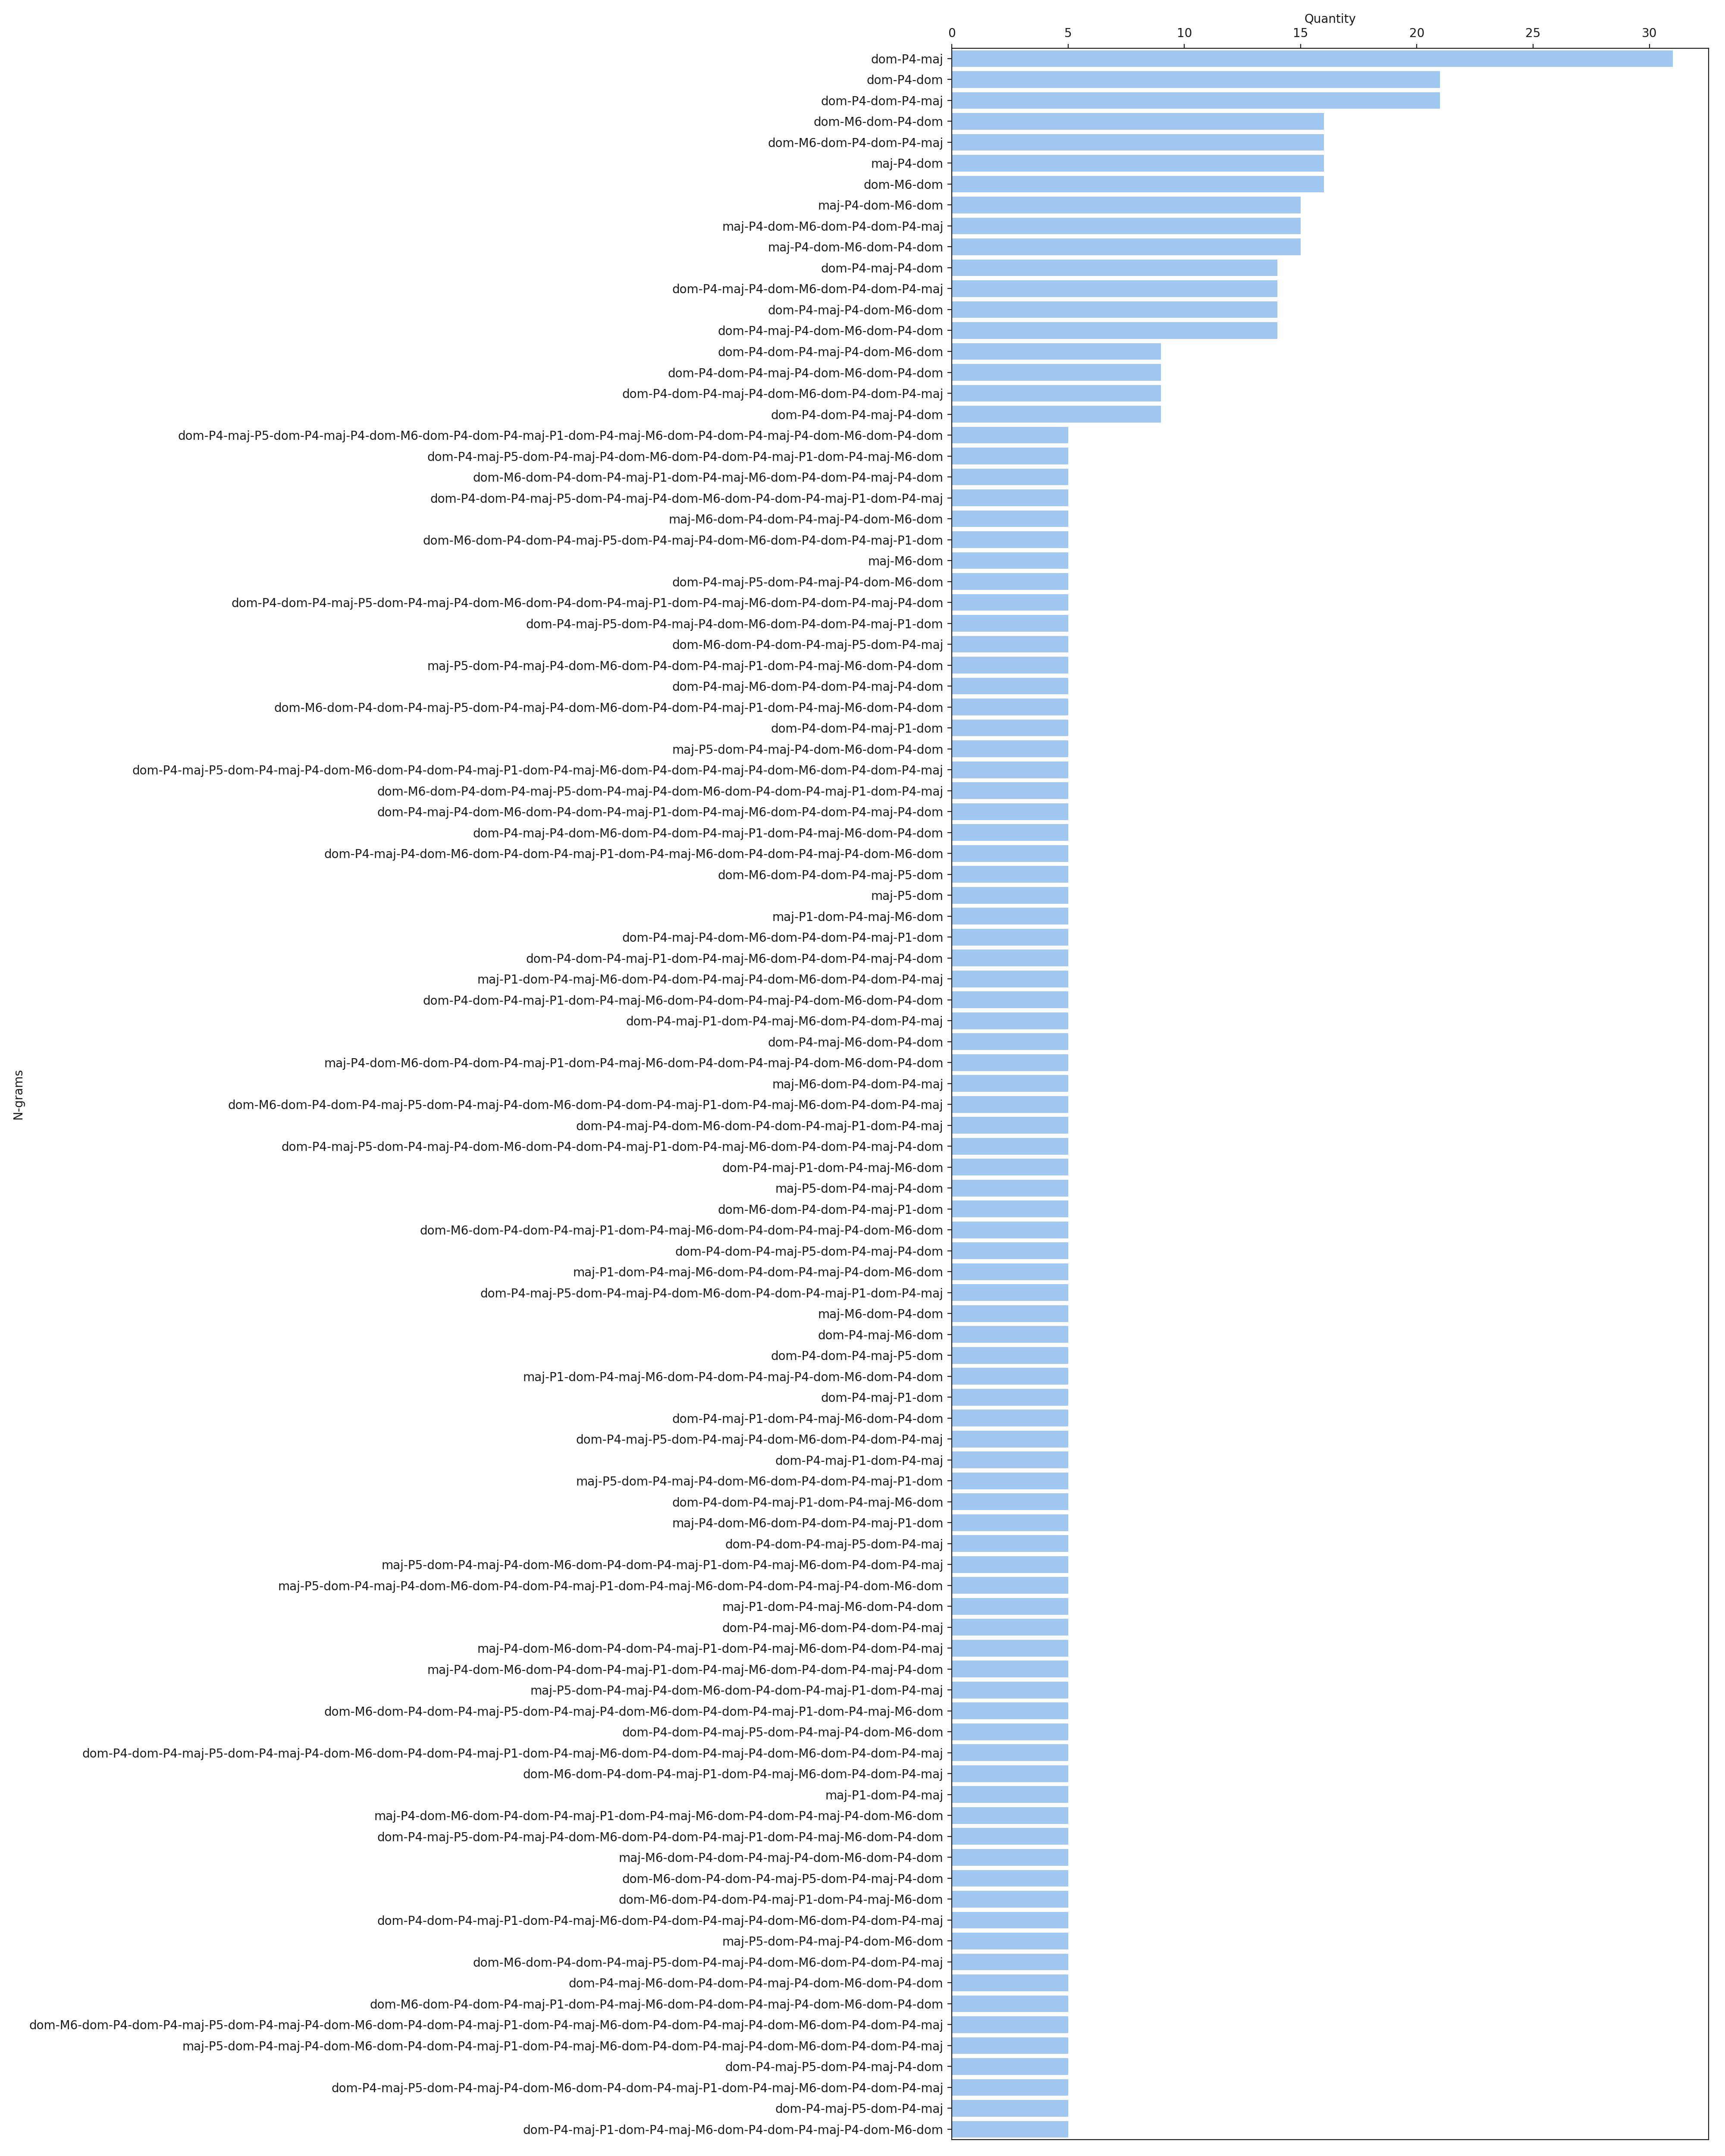 Quantity
0 5 10 15 20 25 30
dom-P4-maj
dom-P4-dom
dom-P4-dom-P4-maj
dom-M6-dom-P4-dom
dom-M6-dom-P4-dom-P4-maj
maj-P4-dom
dom-M6-dom
maj-P4-dom-M6-dom
maj-P4-dom-M6-dom-P4-dom-P4-maj
maj-P4-dom-M6-dom-P4-dom
dom-P4-maj-P4-dom
dom-P4-maj-P4-dom-M6-dom-P4-dom-P4-maj
dom-P4-maj-P4-dom-M6-dom
dom-P4-maj-P4-dom-M6-dom-P4-dom
dom-P4-dom-P4-maj-P4-dom-M6-dom
dom-P4-dom-P4-maj-P4-dom-M6-dom-P4-dom
dom-P4-dom-P4-maj-P4-dom-M6-dom-P4-dom-P4-maj
dom-P4-dom-P4-maj-P4-dom
dom-P4-maj-P5-dom-P4-maj-P4-dom-M6-dom-P4-dom-P4-maj-P1-dom-P4-maj-M6-dom-P4-dom-P4-maj-P4-dom-M6-dom-P4-dom
dom-P4-maj-P5-dom-P4-maj-P4-dom-M6-dom-P4-dom-P4-maj-P1-dom-P4-maj-M6-dom
dom-M6-dom-P4-dom-P4-maj-P1-dom-P4-maj-M6-dom-P4-dom-P4-maj-P4-dom
dom-P4-dom-P4-maj-P5-dom-P4-maj-P4-dom-M6-dom-P4-dom-P4-maj-P1-dom-P4-maj
maj-M6-dom-P4-dom-P4-maj-P4-dom-M6-dom
dom-M6-dom-P4-dom-P4-maj-P5-dom-P4-maj-P4-dom-M6-dom-P4-dom-P4-maj-P1-dom
maj-M6-dom
dom-P4-maj-P5-dom-P4-maj-P4-dom-M6-dom
dom-P4-dom-P4-maj-P5-dom-P4-maj-P4-dom-M6-dom-P4-dom-P4-maj-P1-dom-P4-maj-M6-dom-P4-dom-P4-maj-P4-dom
dom-P4-maj-P5-dom-P4-maj-P4-dom-M6-dom-P4-dom-P4-maj-P1-dom
dom-M6-dom-P4-dom-P4-maj-P5-dom-P4-maj
maj-P5-dom-P4-maj-P4-dom-M6-dom-P4-dom-P4-maj-P1-dom-P4-maj-M6-dom-P4-dom
dom-P4-maj-M6-dom-P4-dom-P4-maj-P4-dom
dom-M6-dom-P4-dom-P4-maj-P5-dom-P4-maj-P4-dom-M6-dom-P4-dom-P4-maj-P1-dom-P4-maj-M6-dom-P4-dom
dom-P4-dom-P4-maj-P1-dom
maj-P5-dom-P4-maj-P4-dom-M6-dom-P4-dom
dom-P4-maj-P5-dom-P4-maj-P4-dom-M6-dom-P4-dom-P4-maj-P1-dom-P4-maj-M6-dom-P4-dom-P4-maj-P4-dom-M6-dom-P4-dom-P4-maj
dom-M6-dom-P4-dom-P4-maj-P5-dom-P4-maj-P4-dom-M6-dom-P4-dom-P4-maj-P1-dom-P4-maj
dom-P4-maj-P4-dom-M6-dom-P4-dom-P4-maj-P1-dom-P4-maj-M6-dom-P4-dom-P4-maj-P4-dom
dom-P4-maj-P4-dom-M6-dom-P4-dom-P4-maj-P1-dom-P4-maj-M6-dom-P4-dom
dom-P4-maj-P4-dom-M6-dom-P4-dom-P4-maj-P1-dom-P4-maj-M6-dom-P4-dom-P4-maj-P4-dom-M6-dom
dom-M6-dom-P4-dom-P4-maj-P5-dom
maj-P5-dom
maj-P1-dom-P4-maj-M6-dom
dom-P4-maj-P4-dom-M6-dom-P4-dom-P4-maj-P1-dom
dom-P4-dom-P4-maj-P1-dom-P4-maj-M6-dom-P4-dom-P4-maj-P4-dom
maj-P1-dom-P4-maj-M6-dom-P4-dom-P4-maj-P4-dom-M6-dom-P4-dom-P4-maj
dom-P4-dom-P4-maj-P1-dom-P4-maj-M6-dom-P4-dom-P4-maj-P4-dom-M6-dom-P4-dom
dom-P4-maj-P1-dom-P4-maj-M6-dom-P4-dom-P4-maj
dom-P4-maj-M6-dom-P4-dom
maj-P4-dom-M6-dom-P4-dom-P4-maj-P1-dom-P4-maj-M6-dom-P4-dom-P4-maj-P4-dom-M6-dom-P4-dom
maj-M6-dom-P4-dom-P4-maj
dom-M6-dom-P4-dom-P4-maj-P5-dom-P4-maj-P4-dom-M6-dom-P4-dom-P4-maj-P1-dom-P4-maj-M6-dom-P4-dom-P4-maj
dom-P4-maj-P4-dom-M6-dom-P4-dom-P4-maj-P1-dom-P4-maj
dom-P4-maj-P5-dom-P4-maj-P4-dom-M6-dom-P4-dom-P4-maj-P1-dom-P4-maj-M6-dom-P4-dom-P4-maj-P4-dom
dom-P4-maj-P1-dom-P4-maj-M6-dom
maj-P5-dom-P4-maj-P4-dom
dom-M6-dom-P4-dom-P4-maj-P1-dom
dom-M6-dom-P4-dom-P4-maj-P1-dom-P4-maj-M6-dom-P4-dom-P4-maj-P4-dom-M6-dom
dom-P4-dom-P4-maj-P5-dom-P4-maj-P4-dom
maj-P1-dom-P4-maj-M6-dom-P4-dom-P4-maj-P4-dom-M6-dom
dom-P4-maj-P5-dom-P4-maj-P4-dom-M6-dom-P4-dom-P4-maj-P1-dom-P4-maj
maj-M6-dom-P4-dom
dom-P4-maj-M6-dom
dom-P4-dom-P4-maj-P5-dom
maj-P1-dom-P4-maj-M6-dom-P4-dom-P4-maj-P4-dom-M6-dom-P4-dom
dom-P4-maj-P1-dom
dom-P4-maj-P1-dom-P4-maj-M6-dom-P4-dom
dom-P4-maj-P5-dom-P4-maj-P4-dom-M6-dom-P4-dom-P4-maj
dom-P4-maj-P1-dom-P4-maj
maj-P5-dom-P4-maj-P4-dom-M6-dom-P4-dom-P4-maj-P1-dom
dom-P4-dom-P4-maj-P1-dom-P4-maj-M6-dom
maj-P4-dom-M6-dom-P4-dom-P4-maj-P1-dom
dom-P4-dom-P4-maj-P5-dom-P4-maj
maj-P5-dom-P4-maj-P4-dom-M6-dom-P4-dom-P4-maj-P1-dom-P4-maj-M6-dom-P4-dom-P4-maj
maj-P5-dom-P4-maj-P4-dom-M6-dom-P4-dom-P4-maj-P1-dom-P4-maj-M6-dom-P4-dom-P4-maj-P4-dom-M6-dom
maj-P1-dom-P4-maj-M6-dom-P4-dom
dom-P4-maj-M6-dom-P4-dom-P4-maj
maj-P4-dom-M6-dom-P4-dom-P4-maj-P1-dom-P4-maj-M6-dom-P4-dom-P4-maj
maj-P4-dom-M6-dom-P4-dom-P4-maj-P1-dom-P4-maj-M6-dom-P4-dom-P4-maj-P4-dom
maj-P5-dom-P4-maj-P4-dom-M6-dom-P4-dom-P4-maj-P1-dom-P4-maj
dom-M6-dom-P4-dom-P4-maj-P5-dom-P4-maj-P4-dom-M6-dom-P4-dom-P4-maj-P1-dom-P4-maj-M6-dom
dom-P4-dom-P4-maj-P5-dom-P4-maj-P4-dom-M6-dom
dom-P4-dom-P4-maj-P5-dom-P4-maj-P4-dom-M6-dom-P4-dom-P4-maj-P1-dom-P4-maj-M6-dom-P4-dom-P4-maj-P4-dom-M6-dom-P4-dom-P4-maj
dom-M6-dom-P4-dom-P4-maj-P1-dom-P4-maj-M6-dom-P4-dom-P4-maj
maj-P1-dom-P4-maj
maj-P4-dom-M6-dom-P4-dom-P4-maj-P1-dom-P4-maj-M6-dom-P4-dom-P4-maj-P4-dom-M6-dom
dom-P4-maj-P5-dom-P4-maj-P4-dom-M6-dom-P4-dom-P4-maj-P1-dom-P4-maj-M6-dom-P4-dom
maj-M6-dom-P4-dom-P4-maj-P4-dom-M6-dom-P4-dom
dom-M6-dom-P4-dom-P4-maj-P5-dom-P4-maj-P4-dom
dom-M6-dom-P4-dom-P4-maj-P1-dom-P4-maj-M6-dom
dom-P4-dom-P4-maj-P1-dom-P4-maj-M6-dom-P4-dom-P4-maj-P4-dom-M6-dom-P4-dom-P4-maj
maj-P5-dom-P4-maj-P4-dom-M6-dom
dom-M6-dom-P4-dom-P4-maj-P5-dom-P4-maj-P4-dom-M6-dom-P4-dom-P4-maj
dom-P4-maj-M6-dom-P4-dom-P4-maj-P4-dom-M6-dom-P4-dom
dom-M6-dom-P4-dom-P4-maj-P1-dom-P4-maj-M6-dom-P4-dom-P4-maj-P4-dom-M6-dom-P4-dom
dom-M6-dom-P4-dom-P4-maj-P5-dom-P4-maj-P4-dom-M6-dom-P4-dom-P4-maj-P1-dom-P4-maj-M6-dom-P4-dom-P4-maj-P4-dom-M6-dom-P4-dom-P4-maj
maj-P5-dom-P4-maj-P4-dom-M6-dom-P4-dom-P4-maj-P1-dom-P4-maj-M6-dom-P4-dom-P4-maj-P4-dom-M6-dom-P4-dom-P4-maj
dom-P4-maj-P5-dom-P4-maj-P4-dom
dom-P4-maj-P5-dom-P4-maj-P4-dom-M6-dom-P4-dom-P4-maj-P1-dom-P4-maj-M6-dom-P4-dom-P4-maj
dom-P4-maj-P5-dom-P4-maj
dom-P4-maj-P1-dom-P4-maj-M6-dom-P4-dom-P4-maj-P4-dom-M6-dom
N-grams